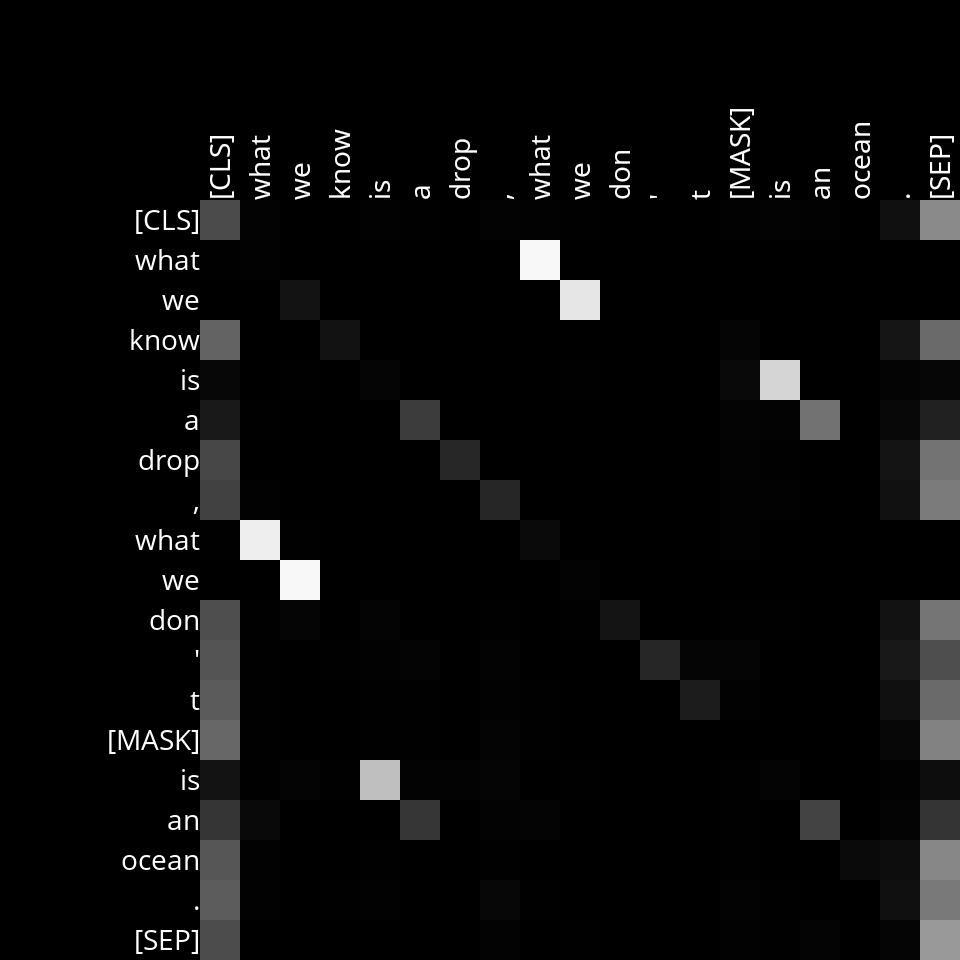 [CLS] what we know is a drop , what we don ' t [MASK] is an ocean . [SEP]
[CLS]
what
we
know
is
a
drop
,
what
we
don
'
t
[MASK]
is
an
ocean
.
[SEP]